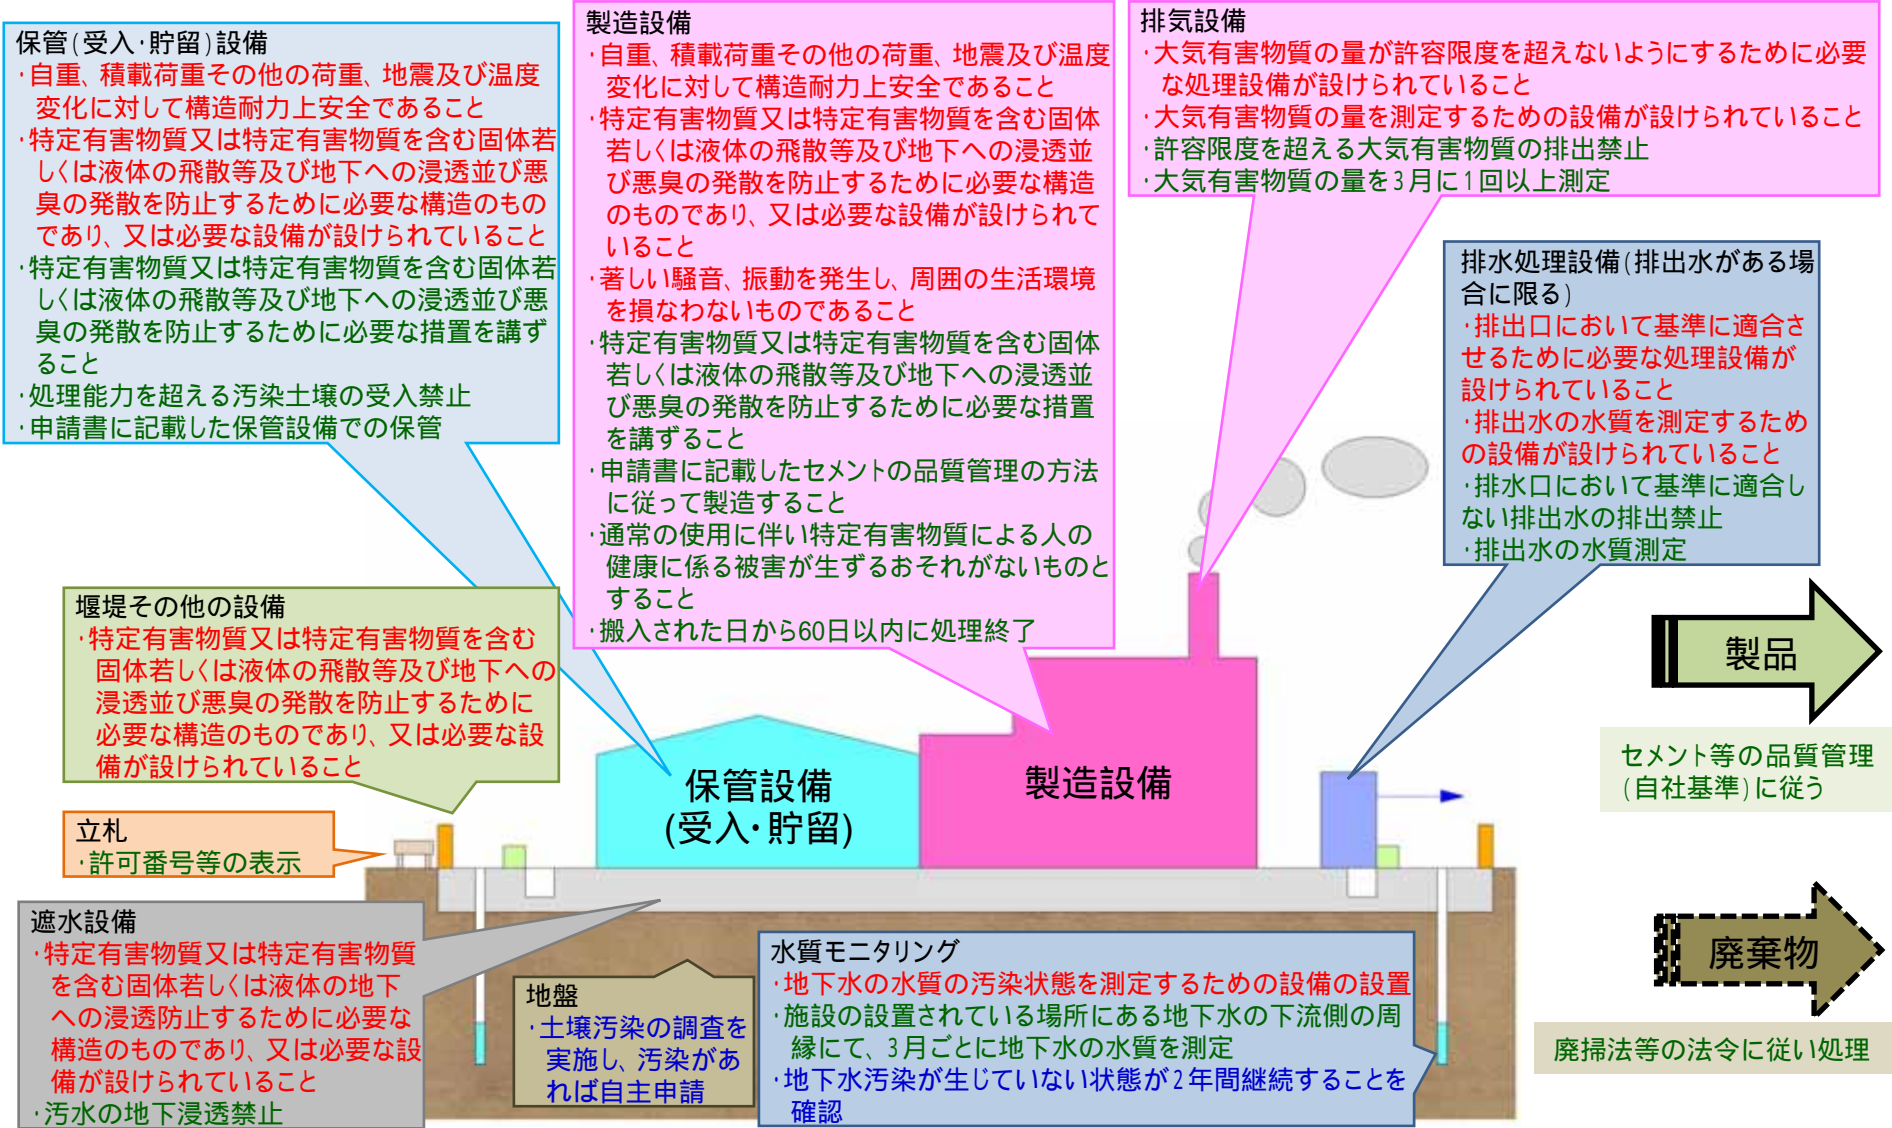 保管(受入・貯留)設備
・自重、積載荷重その他の荷重、地震及び温度
変化に対して構造耐力上安全であること
・特定有害物質又は特定有害物質を含む固体若
しくは液体の飛散等及び地下への浸透並び悪
臭の発散を防止するために必要な構造のもの
であり、又は必要な設備が設けられていること
・特定有害物質又は特定有害物質を含む固体若
しくは液体の飛散等及び地下への浸透並び悪
臭の発散を防止するために必要な措置を講ず
ること
・処理能力を超える汚染土壌の受入禁止
・申請書に記載した保管設備での保管
製造設備
・自重、積載荷重その他の荷重、地震及び温度
変化に対して構造耐力上安全であること
・特定有害物質又は特定有害物質を含む固体
若しくは液体の飛散等及び地下への浸透並
び悪臭の発散を防止するために必要な構造
のものであり、又は必要な設備が設けられて
いること
・著しい騒音、振動を発生し、周囲の生活環境
を損なわないものであること
・特定有害物質又は特定有害物質を含む固体
若しくは液体の飛散等及び地下への浸透並
び悪臭の発散を防止するために必要な措置
を講ずること
・申請書に記載したセメントの品質管理の方法
に従って製造すること
・通常の使用に伴い特定有害物質による人の
健康に係る被害が生ずるおそれがないものと
すること
・搬入された日から60日以内に処理終了
排気設備
・大気有害物質の量が許容限度を超えないようにするために必要
な処理設備が設けられていること
・大気有害物質の量を測定するための設備が設けられていること
・許容限度を超える大気有害物質の排出禁止
・大気有害物質の量を3月に1回以上測定
排水処理設備(排出水がある場
合に限る)
・排出口において基準に適合さ
せるために必要な処理設備が
設けられていること
・排出水の水質を測定するため
の設備が設けられていること
・排水口において基準に適合し
ない排出水の排出禁止
・排出水の水質測定
堰堤その他の設備
・特定有害物質又は特定有害物質を含む
固体若しくは液体の飛散等及び地下への
浸透並び悪臭の発散を防止するために
必要な構造のものであり、又は必要な設
備が設けられていること
製品
セメント等の品質管理
(自社基準)に従う
保管設備
(受入・貯留)
製造設備
立札
・許可番号等の表示
遮水設備
・特定有害物質又は特定有害物質
を含む固体若しくは液体の地下
への浸透防止するために必要な
構造のものであり、又は必要な設
備が設けられていること
・汚水の地下浸透禁止
地盤
・土壌汚染の調査を
実施し、汚染があ
れば自主申請
水質モニタリング
・地下水の水質の汚染状態を測定するための設備の設置
・施設の設置されている場所にある地下水の下流側の周
縁にて、3月ごとに地下水の水質を測定
・地下水汚染が生じていない状態が2年間継続することを
確認
廃棄物
廃掃法等の法令に従い処理